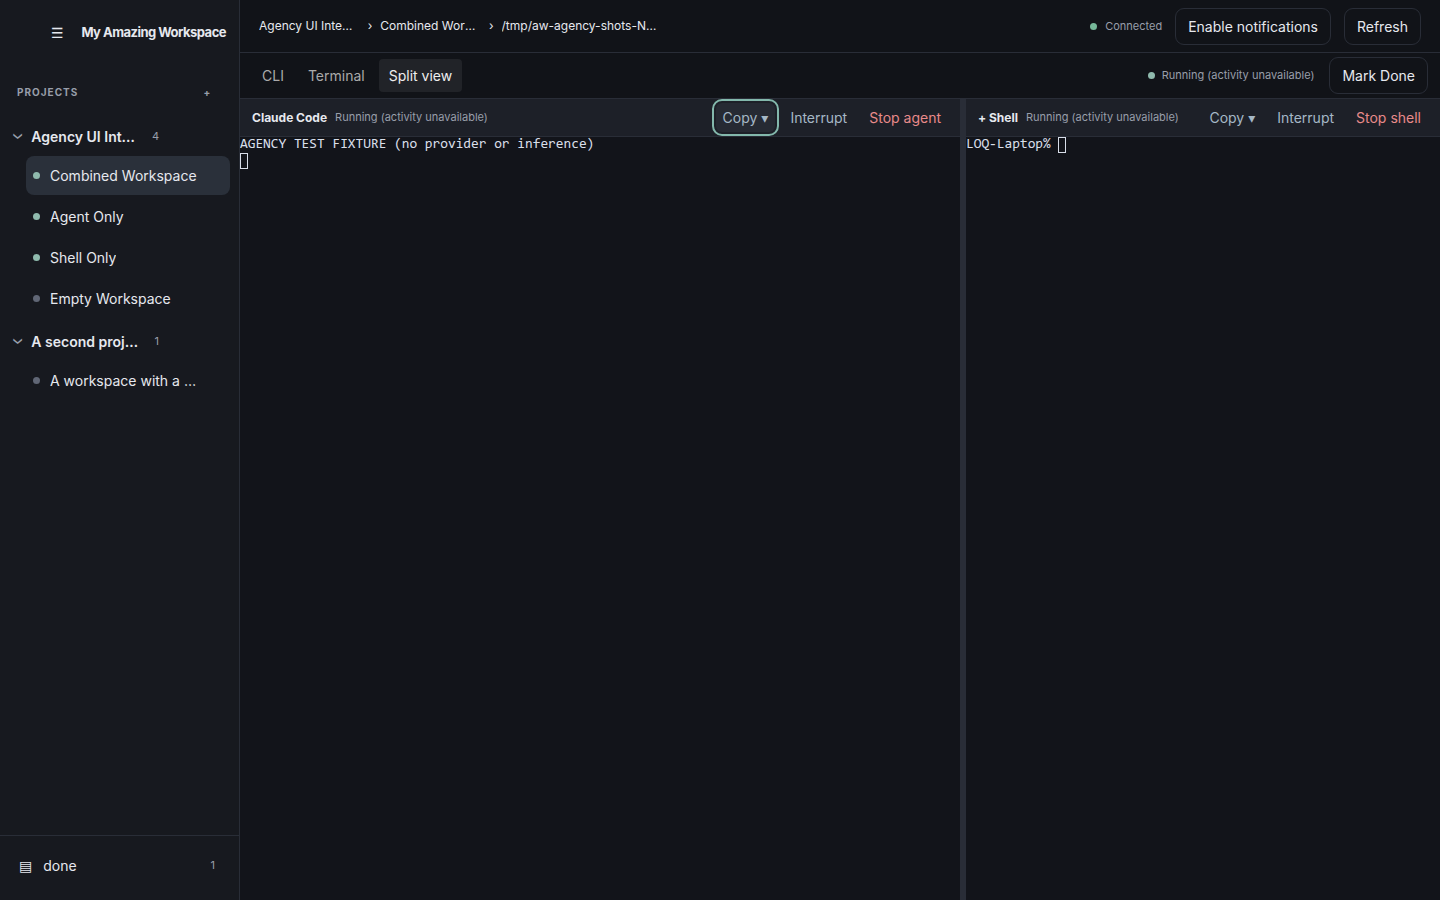 ☰ My Amazing Workspace
PROJECTS +
Agency UI Int... 4
Combined Workspace
Agent Only
Shell Only
Empty Workspace
A second proj... 1
A workspace with a ...
done 1
Agency UI Inte... › Combined Wor... › /tmp/aw-agency-shots-N...
Connected Enable notifications Refresh
CLI Terminal Split view Running (activity unavailable) Mark Done
Claude Code Running (activity unavailable) Copy ▾ Interrupt Stop agent
AGENCY TEST FIXTURE (no provider or inference)
+ Shell Running (activity unavailable) Copy ▾ Interrupt Stop shell
LOQ-Laptop%